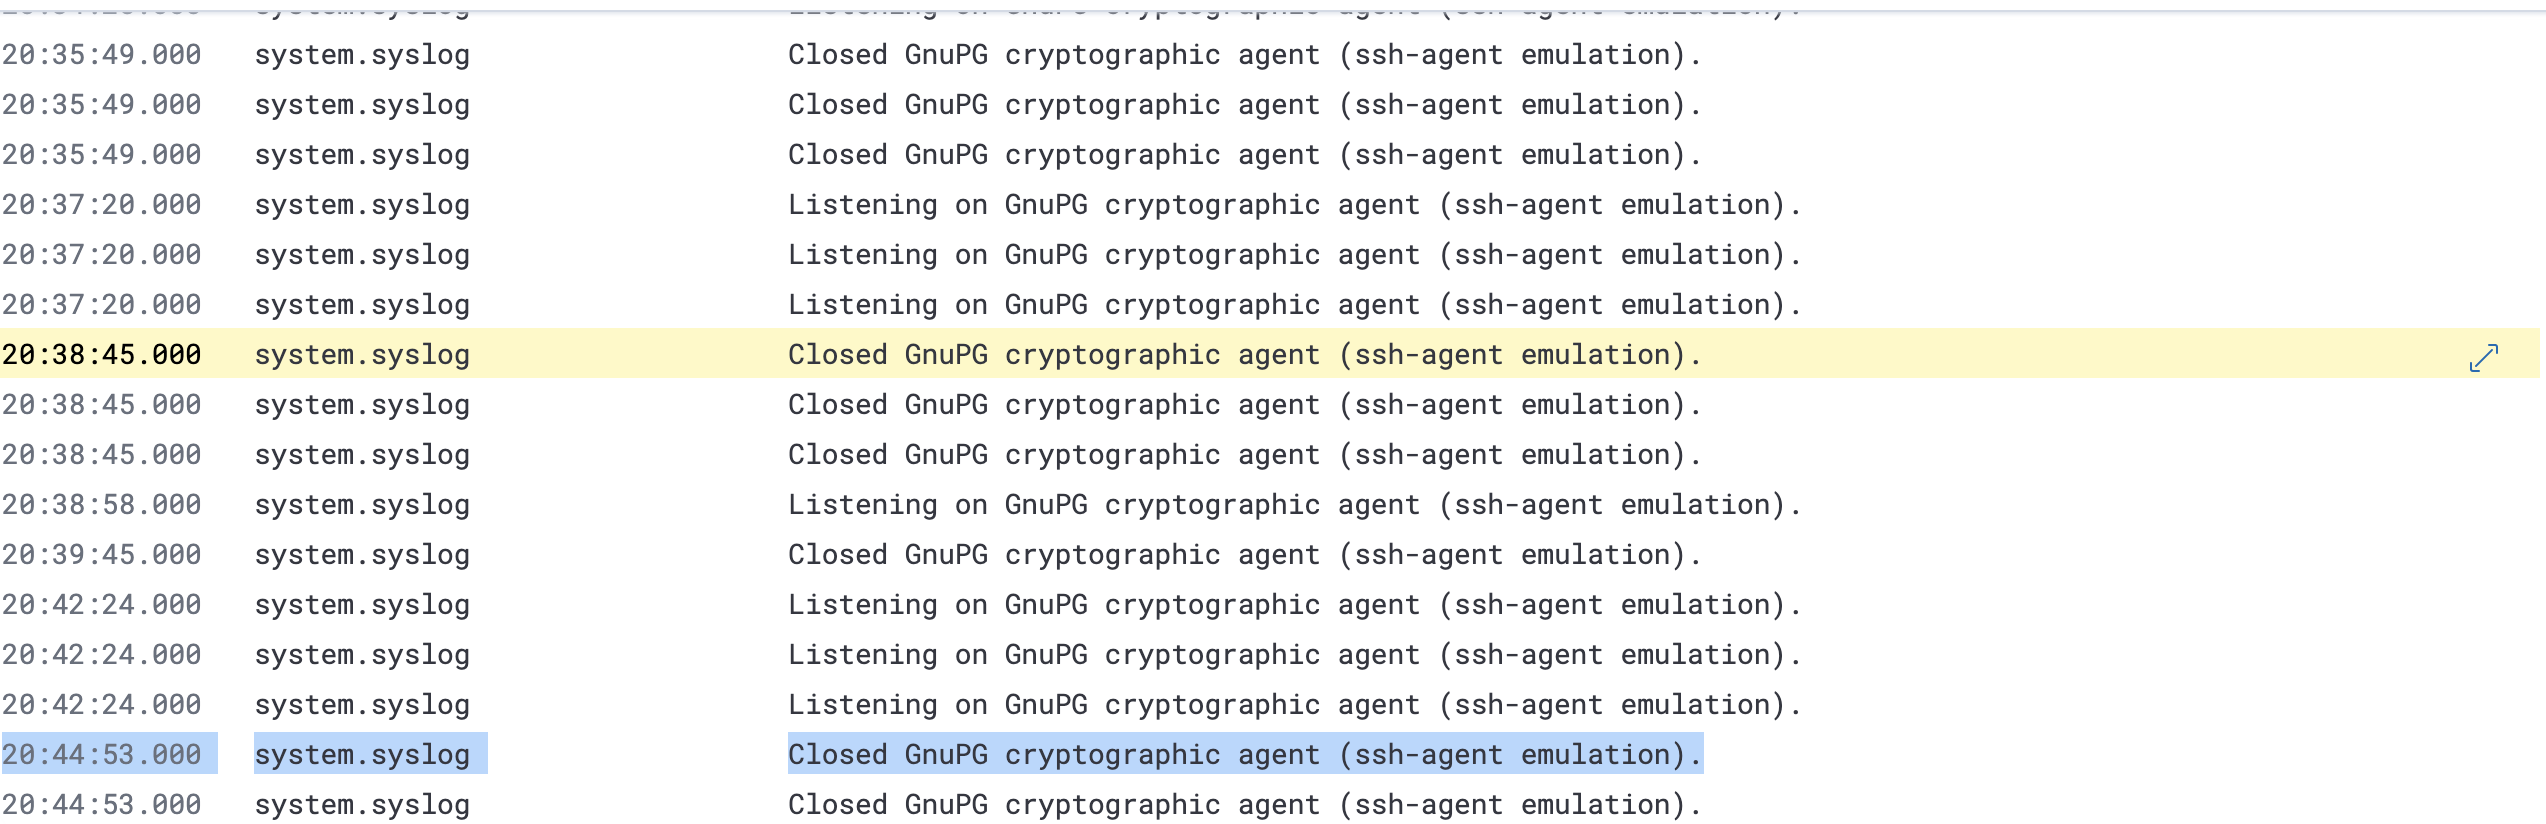 Listening on GnuPG cryptographic agent (ssh-agent emulation).
20:35:49.000 system.syslog Closed GnuPG cryptographic agent (ssh-agent emulation).
20:35:49.000 system.syslog Closed GnuPG cryptographic agent (ssh-agent emulation).
20:35:49.000 system.syslog Closed GnuPG cryptographic agent (ssh-agent emulation).
20:37:20.000 system.syslog Listening on GnuPG cryptographic agent (ssh-agent emulation).
20:37:20.000 system.syslog Listening on GnuPG cryptographic agent (ssh-agent emulation).
20:37:20.000 system.syslog Listening on GnuPG cryptographic agent (ssh-agent emulation).
20:38:45.000 system.syslog Closed GnuPG cryptographic agent (ssh-agent emulation).
20:38:45.000 system.syslog Closed GnuPG cryptographic agent (ssh-agent emulation).
20:38:45.000 system.syslog Closed GnuPG cryptographic agent (ssh-agent emulation).
20:38:58.000 system.syslog Listening on GnuPG cryptographic agent (ssh-agent emulation).
20:39:45.000 system.syslog Closed GnuPG cryptographic agent (ssh-agent emulation).
20:42:24.000 system.syslog Listening on GnuPG cryptographic agent (ssh-agent emulation).
20:42:24.000 system.syslog Listening on GnuPG cryptographic agent (ssh-agent emulation).
20:42:24.000 system.syslog Listening on GnuPG cryptographic agent (ssh-agent emulation).
20:44:53.000 system.syslog Closed GnuPG cryptographic agent (ssh-agent emulation).
20:44:53.000 system.syslog Closed GnuPG cryptographic agent (ssh-agent emulation).